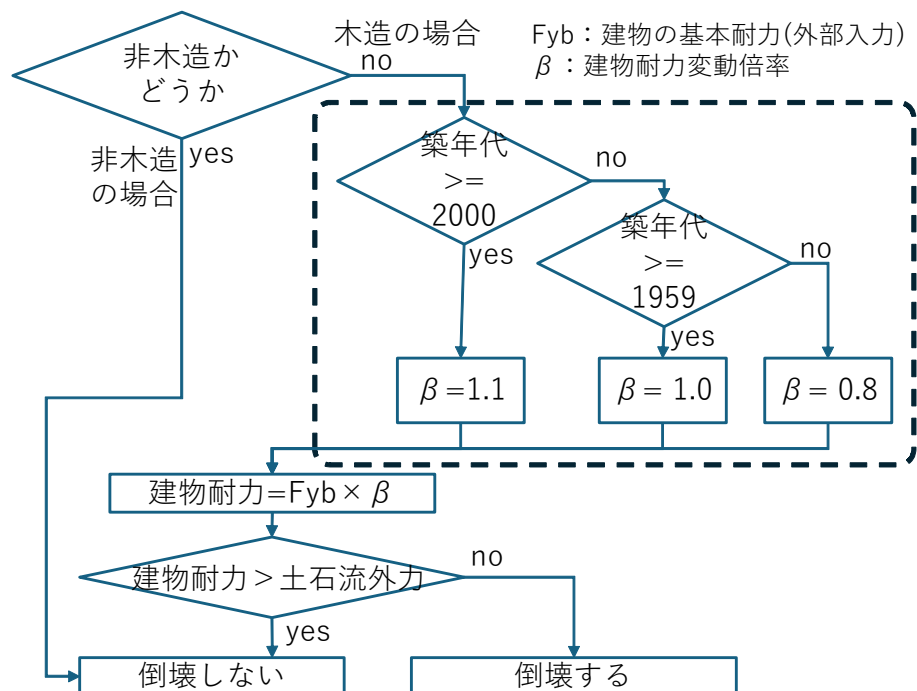 非木造か
どうか
木造の場合
no
Fyb：建物の基本耐力(外部入力)
β：建物耐力変動倍率
非木造
の場合
yes
築年代
>=
2000
no
yes
築年代
>=
1959
no
yes
β=1.1
β = 1.0
β = 0.8
建物耐力=Fyb× β
建物耐力＞土石流外力
no
yes
倒壊しない
倒壊する